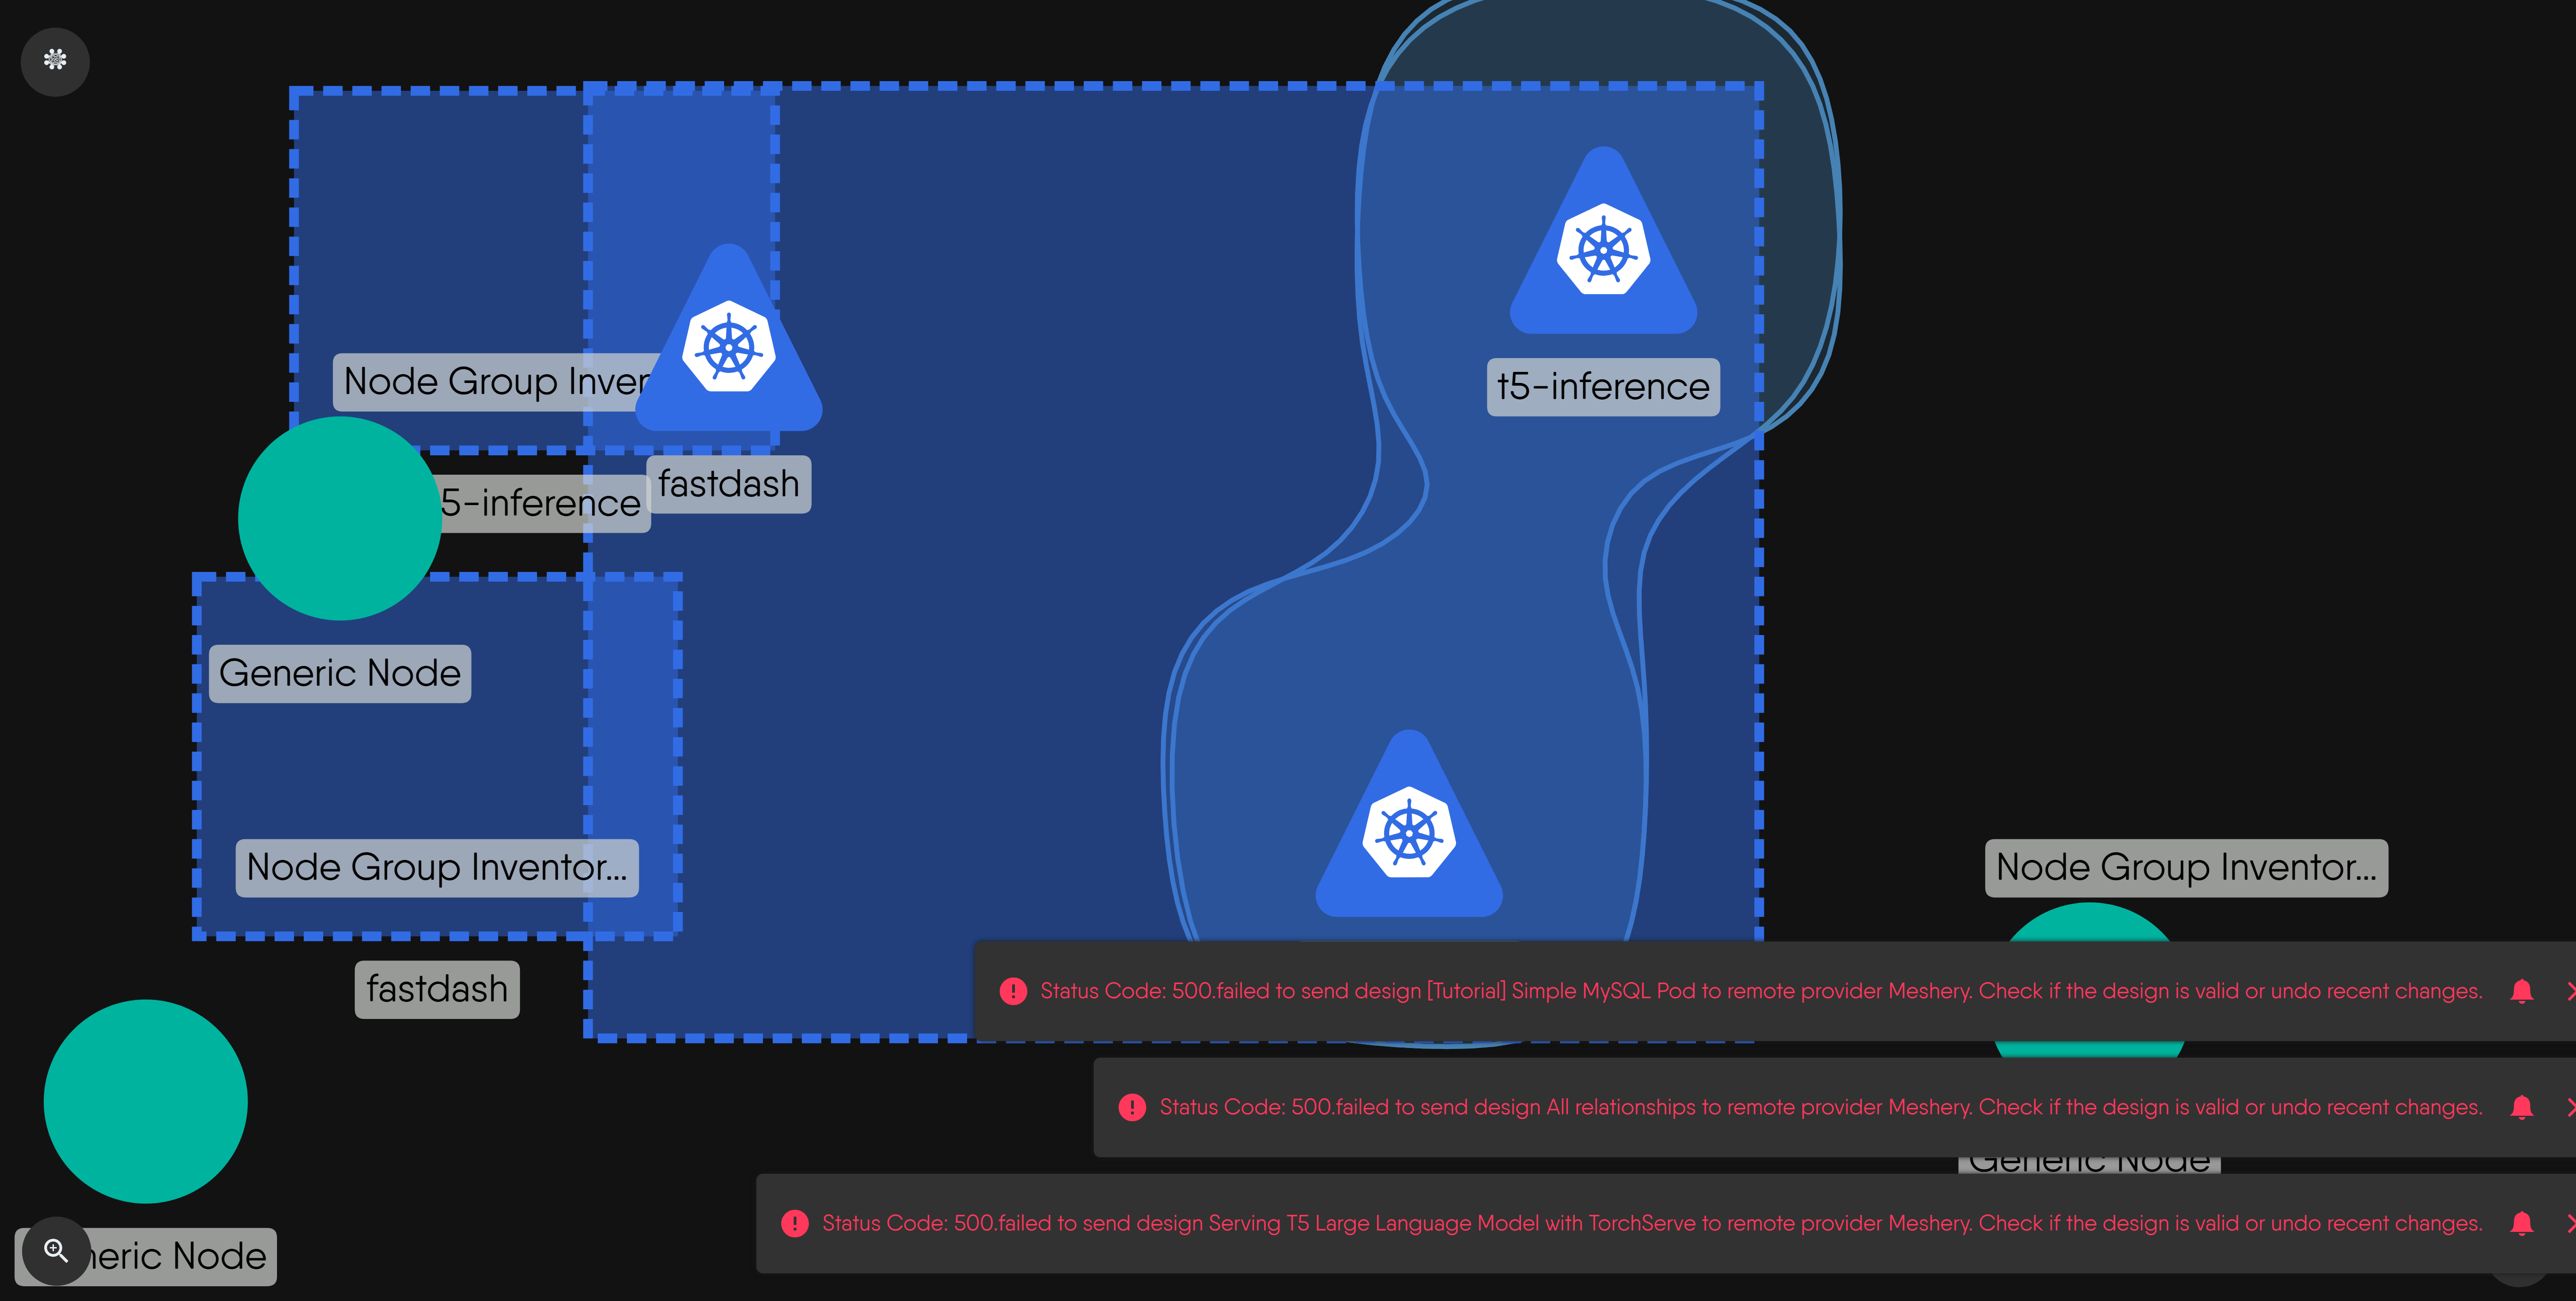 t5-inference
Node Group Inver
fastdash
5-inference
Generic Node
Node Group Inventor...
Node Group Inventor...
fastdash
Status Code: 500.failed to send design [Tutorial] Simple MySQL Pod to remote provider Meshery. Check if the design is valid or undo recent changes.
Status Code: 500.failed to send design All relationships to remote provider Meshery. Check if the design is valid or undo recent changes.
Generic Node
Status Code: 500.failed to send design Serving T5 Large Language Model with TorchServe to remote provider Meshery. Check if the design is valid or undo recent changes.
neric Node